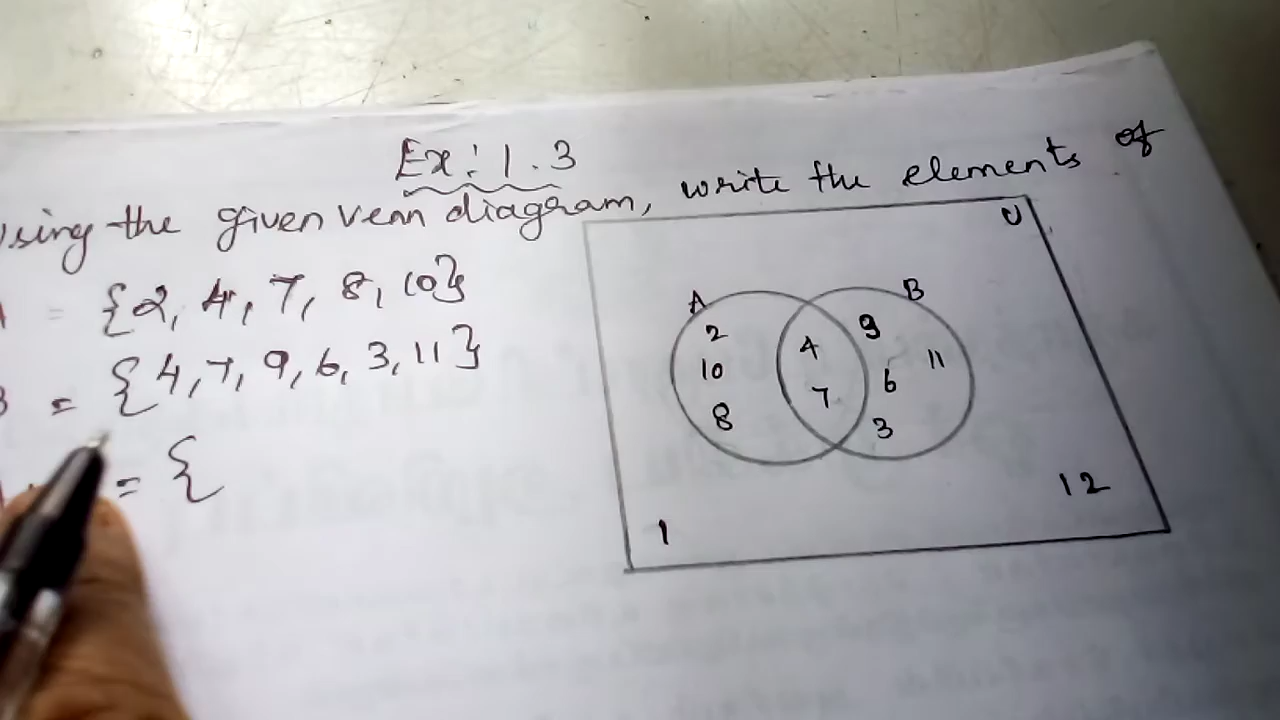 Ex: 1.3
Using the given venn diagram, write the elements of
A = {2, 4, 7, 8, 10}
B = {4, 7, 9, 6, 3, 11}
= {
U
A
B
2
10
8
4
7
9
11
6
3
12
1